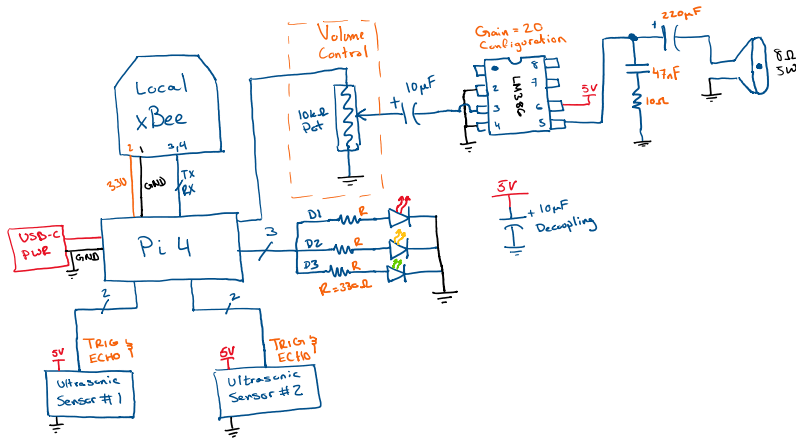 Volume
Control
Gain = 20
Configuration
220µF
+
8Ω
5W
47nF
10Ω
5V
8
7
6
5
2
3
4
LM386
10µF
+
10kΩ
Pot
Local
xBee
2
1
3,4
3.3V
GND
TX
RX
USB-C
PWR
GND
Pi 4
3
D1
R
D2
R
D3
R
R=330Ω
5V
+ 10µF
Decoupling
2
2
TRIG &
ECHO
5V
Ultrasonic
Sensor #1
TRIG &
ECHO
5V
Ultrasonic
Sensor #2